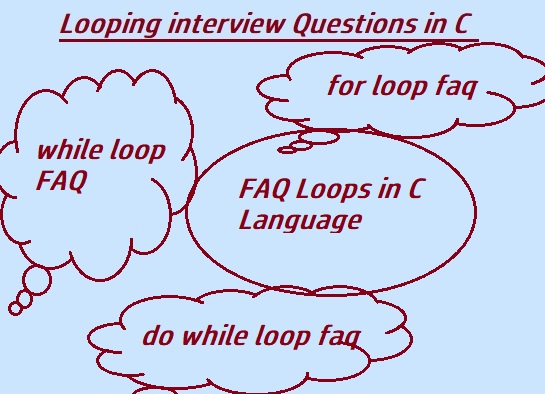 Looping interview Questions in C
for loop faq
while loop
FAQ
FAQ Loops in C
Language
do while loop faq